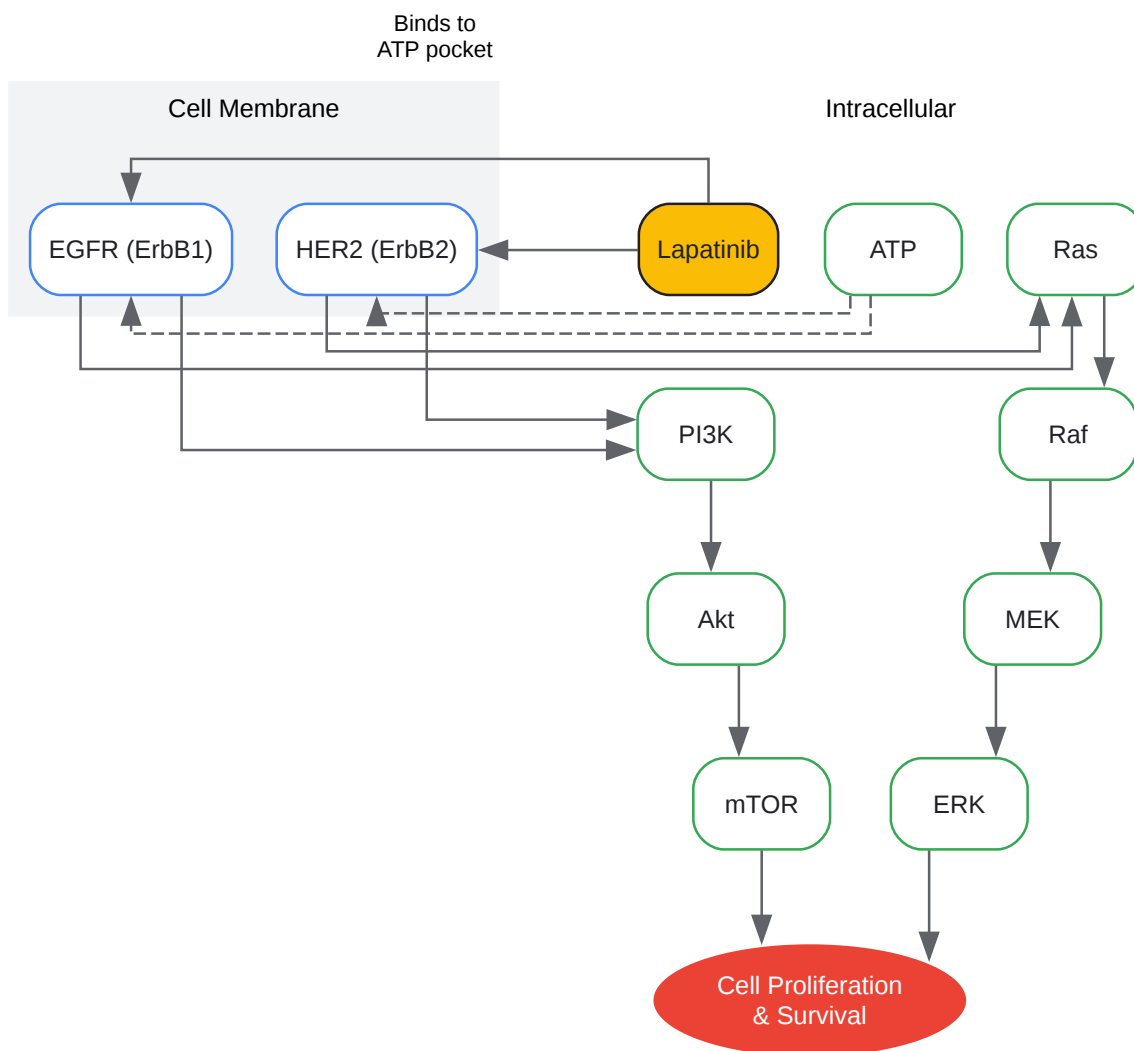 Binds to
ATP pocket
Cell Membrane
Intracellular
EGFR (ErbB1)
HER2 (ErbB2)
Lapatinib
ATP
Ras
PI3K
Raf
Akt
MEK
mTOR
ERK
Cell Proliferation
& Survival